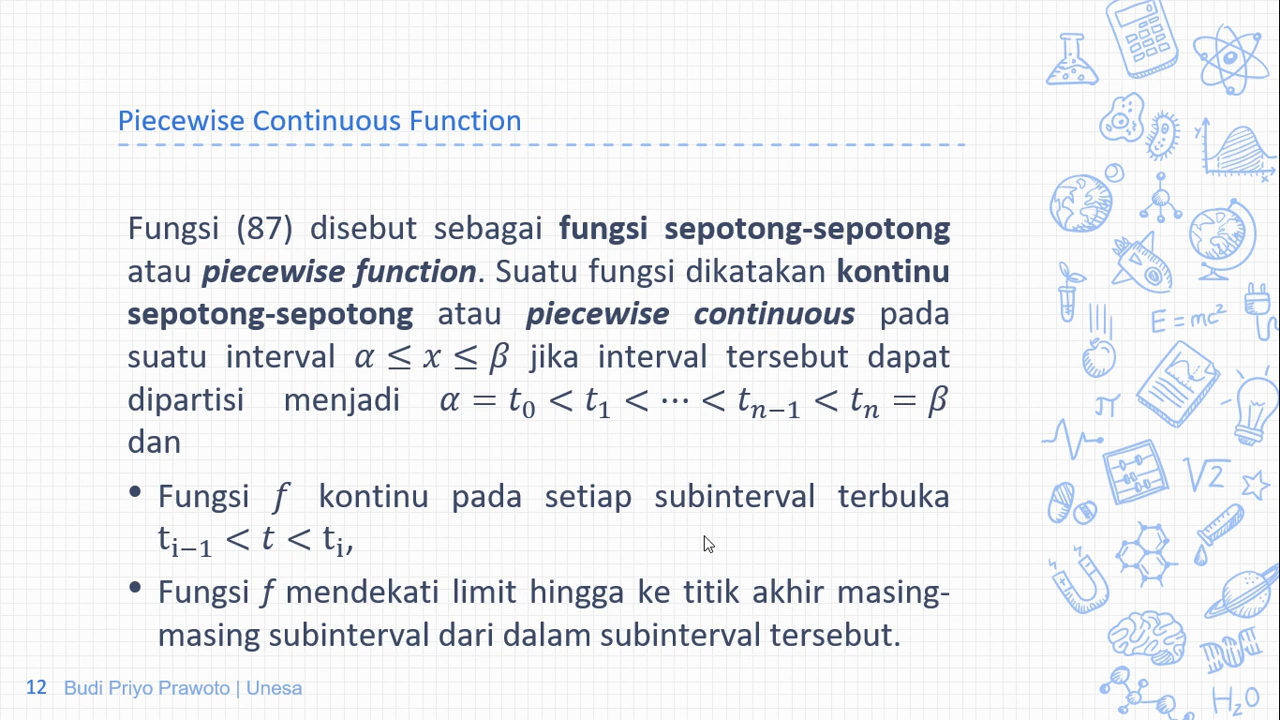 Piecewise Continuous Function
Fungsi (87) disebut sebagai fungsi sepotong-sepotong
atau piecewise function. Suatu fungsi dikatakan kontinu
sepotong-sepotong atau piecewise continuous pada
suatu interval α ≤ x ≤ β jika interval tersebut dapat
dipartisi menjadi α = t₀ < t₁ < ⋯ < tₙ₋₁ < tₙ = β
dan
• Fungsi f kontinu pada setiap subinterval terbuka
tᵢ₋₁ < t < tᵢ,
• Fungsi f mendekati limit hingga ke titik akhir masing-
masing subinterval dari dalam subinterval tersebut.
12 Budi Priyo Prawoto | Unesa
y
x
E = mc²
π
√2
H₂O